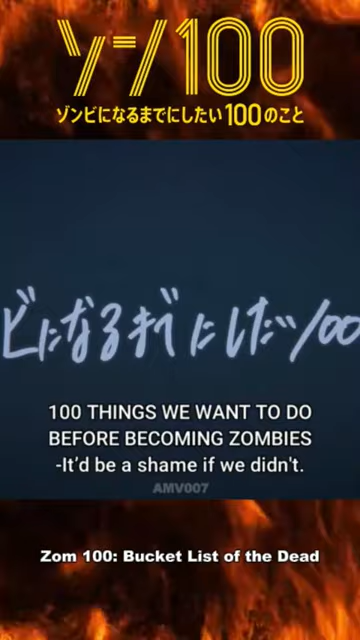 ゾン100
ゾンビになるまでにしたい100のこと
ビになるまでにしたい100
100 THINGS WE WANT TO DO
BEFORE BECOMING ZOMBIES
-It'd be a shame if we didn't.
AMV007
Zom 100: Bucket List of the Dead